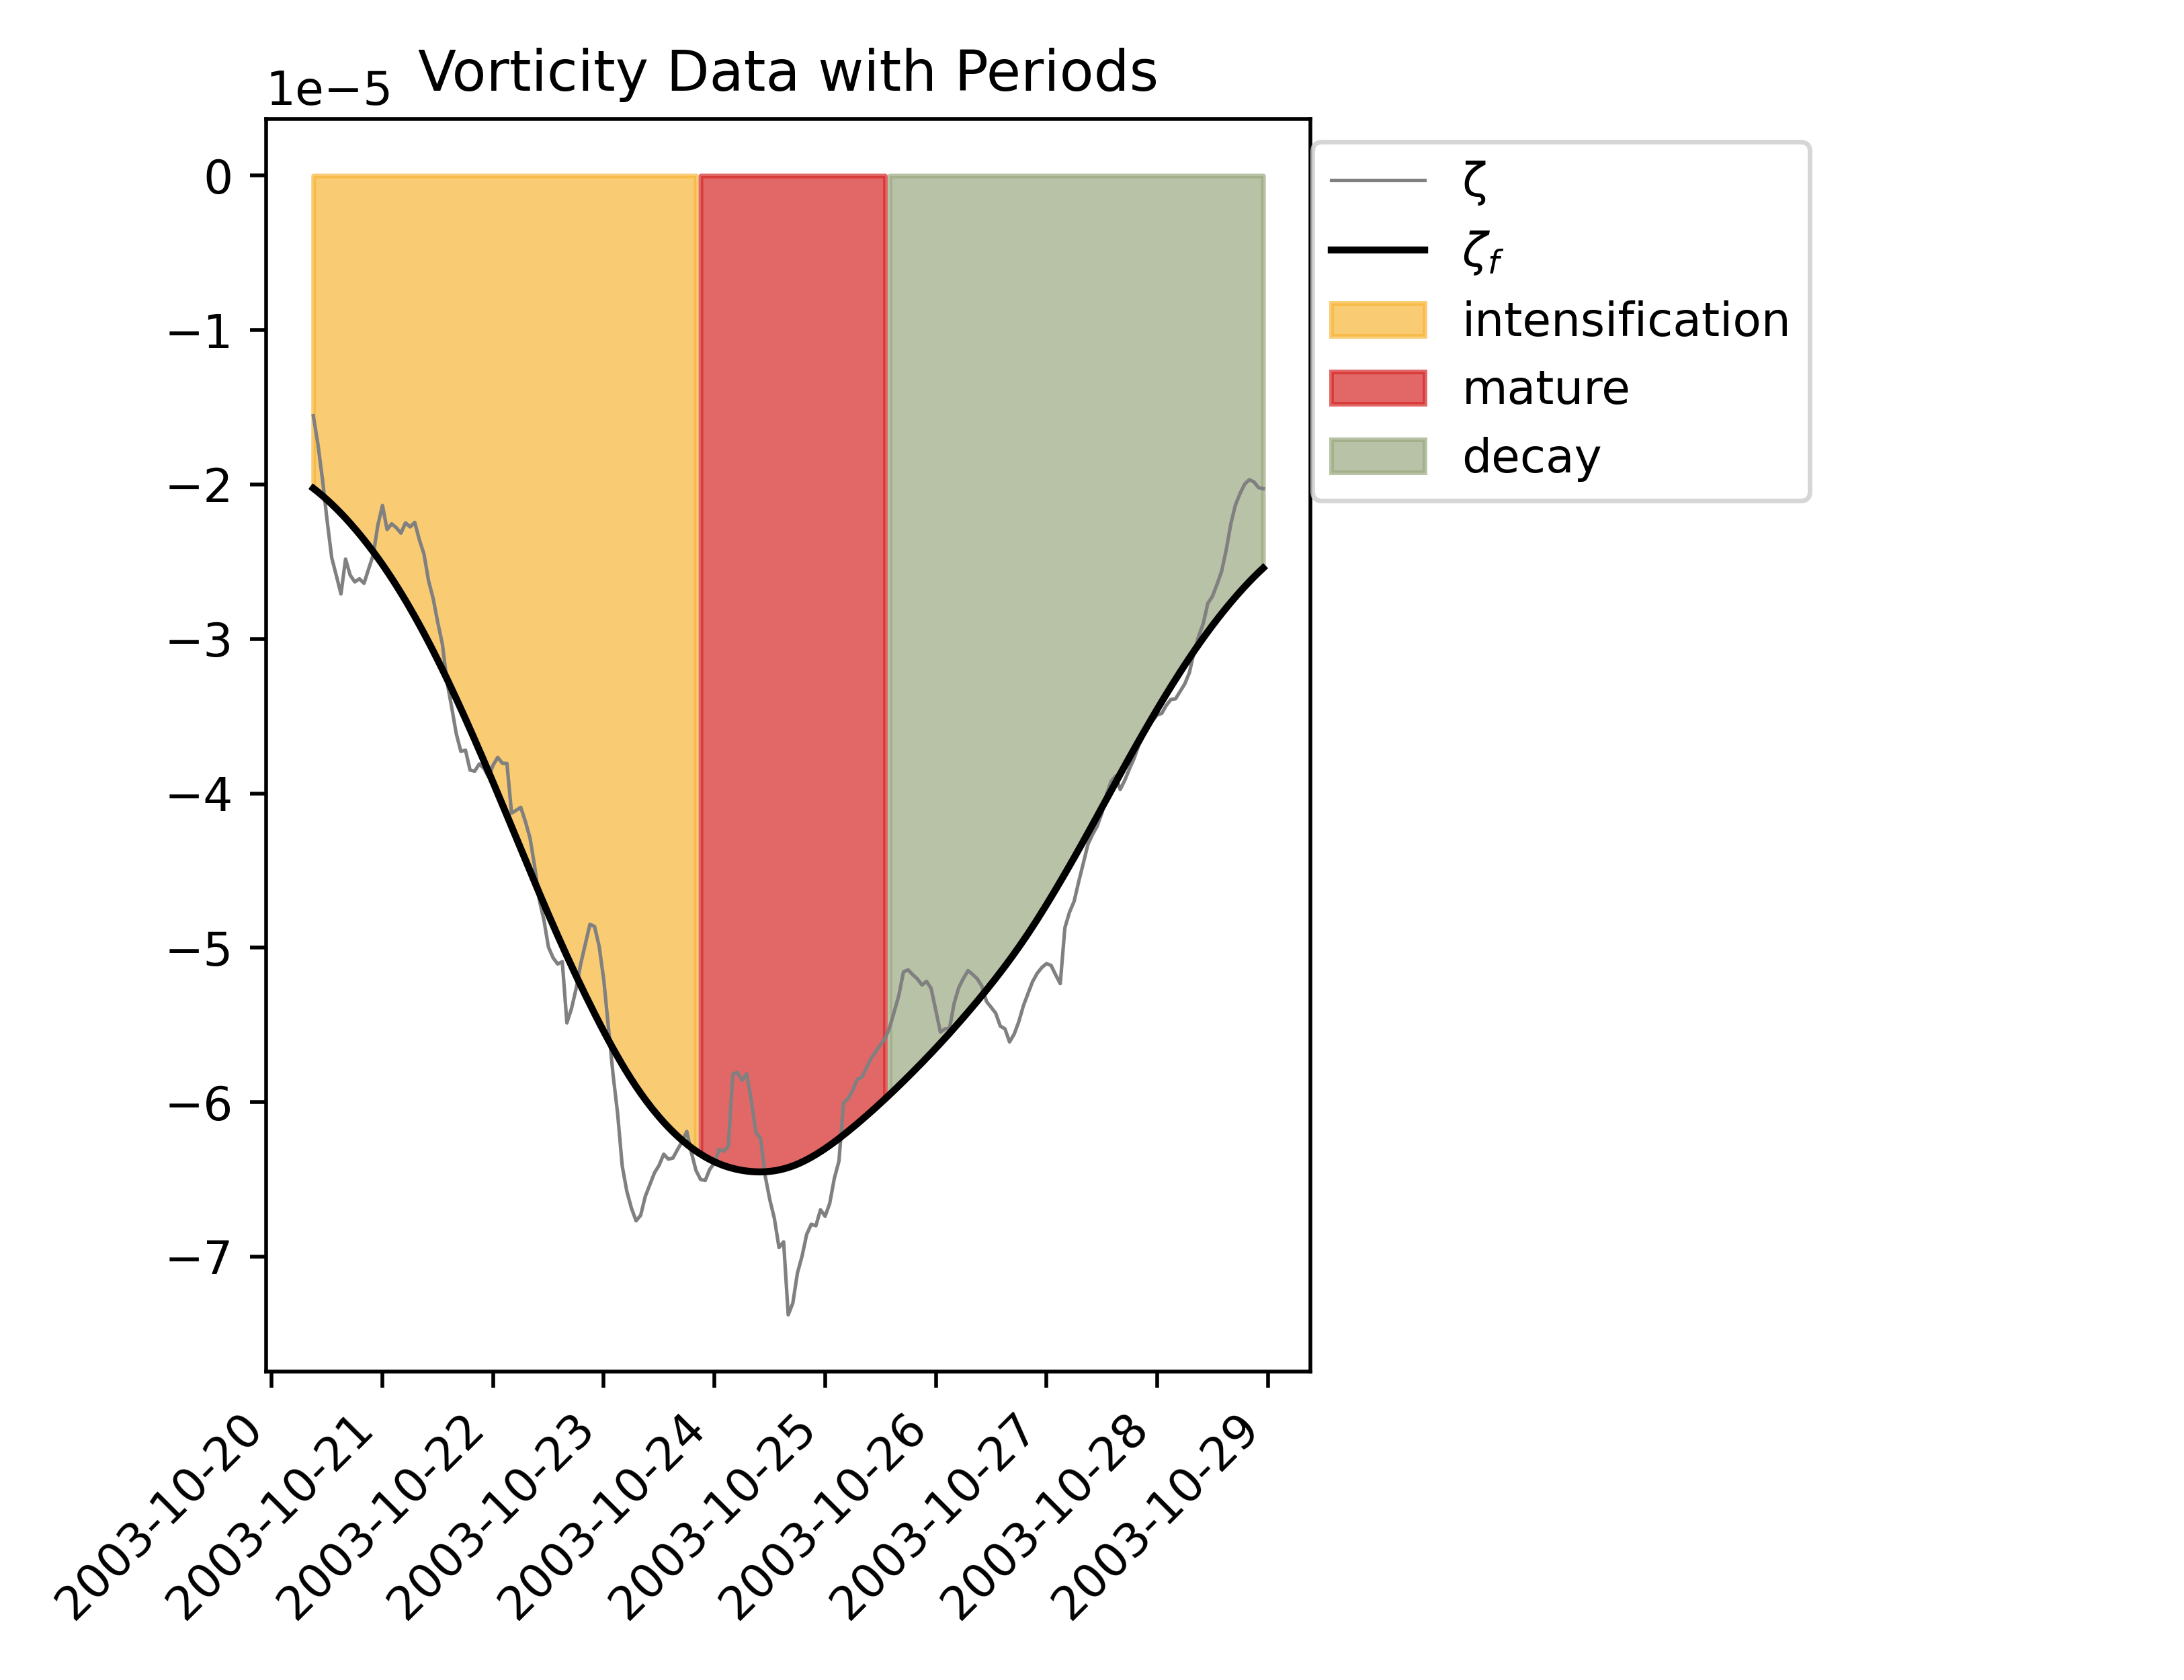 Vorticity Data with Periods
1e−5
0
−1
−2
−3
−4
−5
−6
−7
2003-10-20
2003-10-21
2003-10-22
2003-10-23
2003-10-24
2003-10-25
2003-10-26
2003-10-27
2003-10-28
2003-10-29
ζ
ζf
intensification
mature
decay